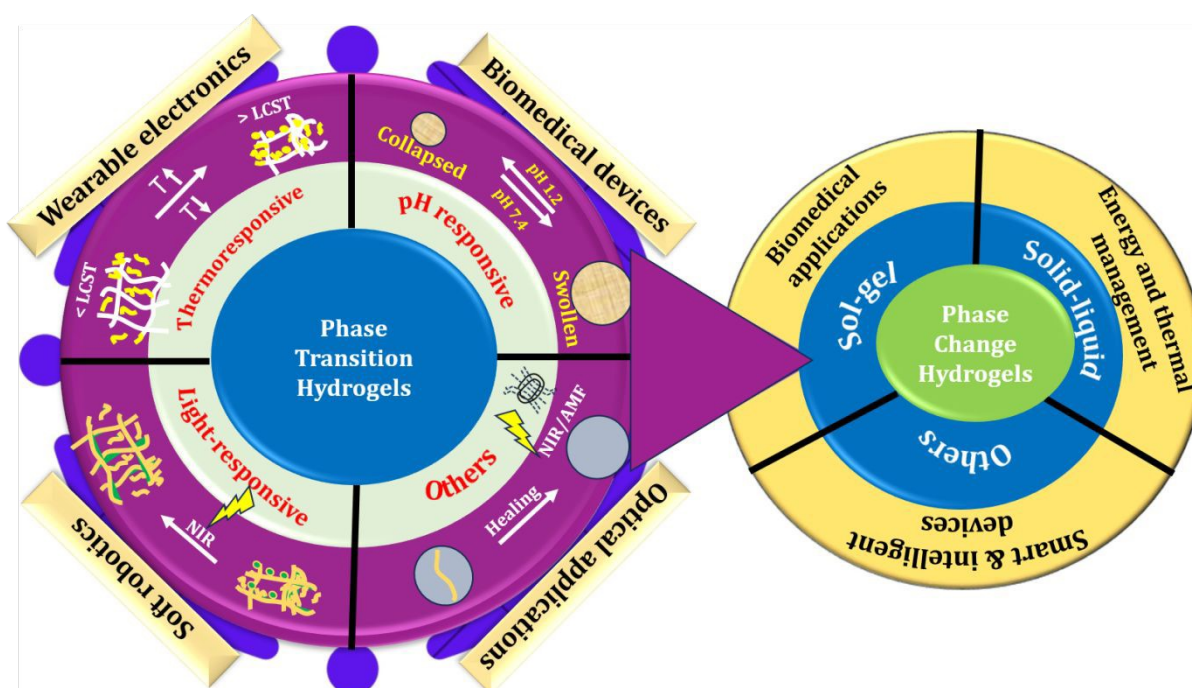 Wearable electronics
Biomedical devices
> LCST
T↑
T↓
< LCST
Thermoresponsive
Collapsed
pH 1.2
pH 7.4
Swollen
pH responsive
Phase
Transition
Hydrogels
Light-responsive
NIR
Others
NIR/AMF
Healing
Soft robotics
Optical applications
Biomedical
applications
Energy and thermal
management
Sol-gel
Solid-liquid
Phase
Change
Hydrogels
Others
Smart & intelligent
devices